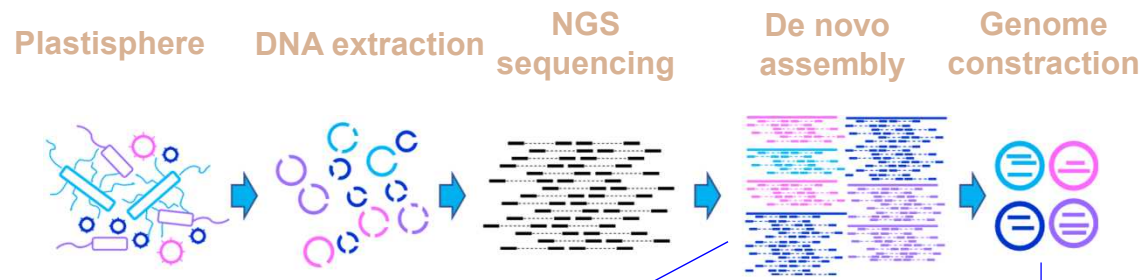 Plastisphere
DNA extraction
NGS
sequencing
De novo
assembly
Genome
constraction